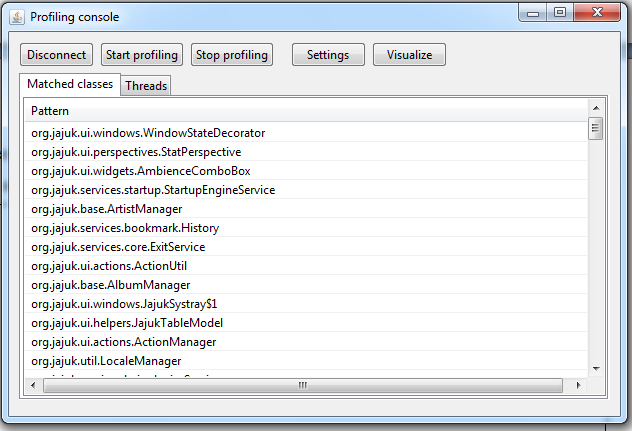 Profiling console
Disconnect Start profiling Stop profiling Settings Visualize
Matched classes Threads
Pattern
org.jajuk.ui.windows.WindowStateDecorator
org.jajuk.ui.perspectives.StatPerspective
org.jajuk.ui.widgets.AmbienceComboBox
org.jajuk.services.startup.StartupEngineService
org.jajuk.base.ArtistManager
org.jajuk.services.bookmark.History
org.jajuk.services.core.ExitService
org.jajuk.ui.actions.ActionUtil
org.jajuk.base.AlbumManager
org.jajuk.ui.windows.JajukSystray$1
org.jajuk.ui.helpers.JajukTableModel
org.jajuk.ui.actions.ActionManager
org.jajuk.util.LocaleManager